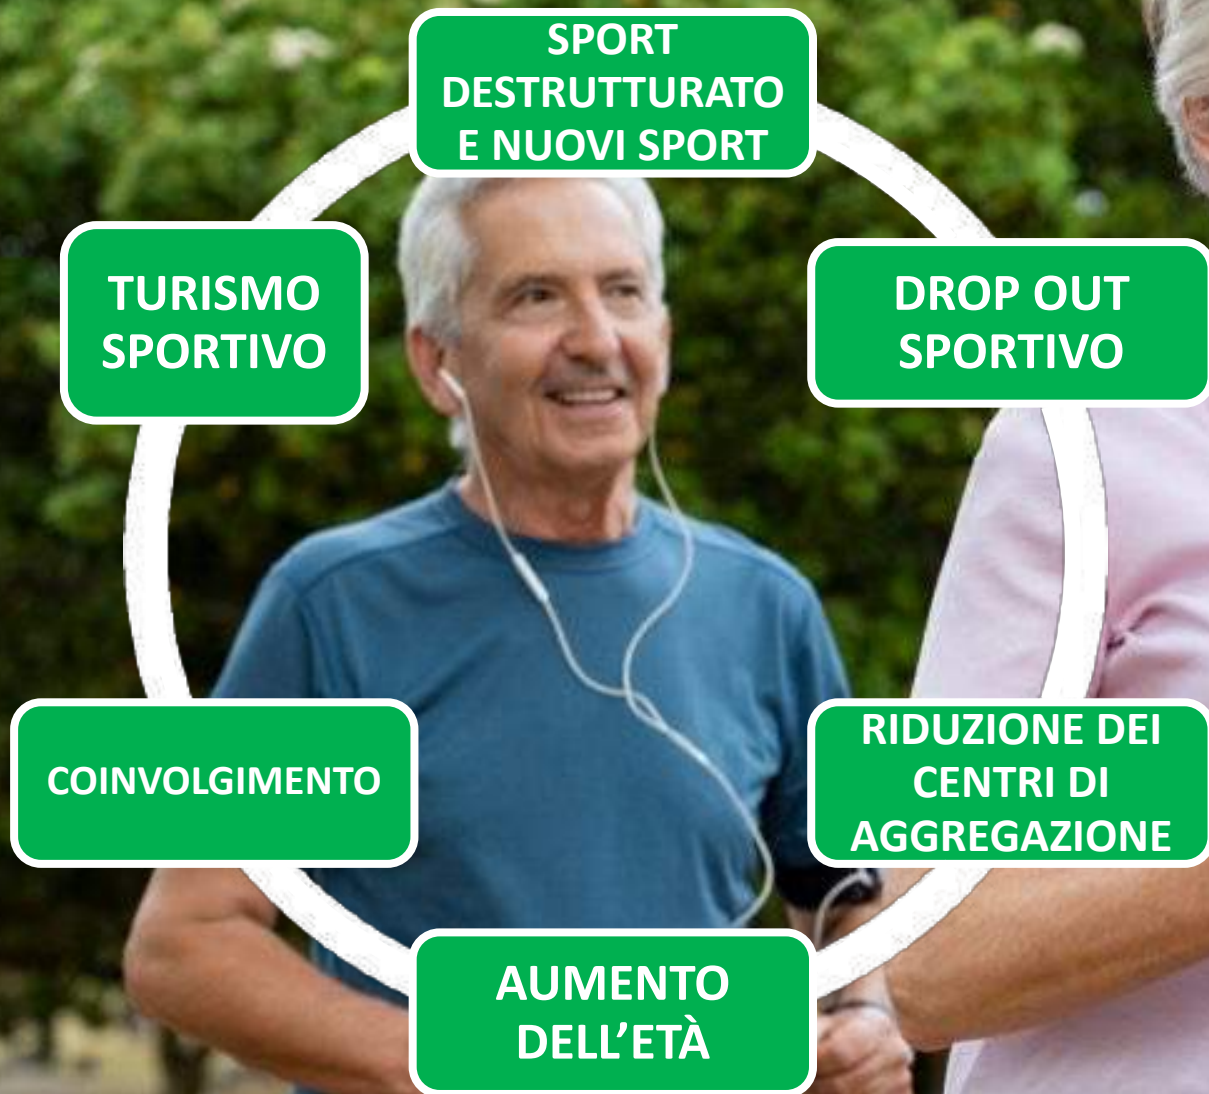 SPORT
DESTRUTTURATO
E NUOVI SPORT
DROP OUT
SPORTIVO
RIDUZIONE DEI
CENTRI DI
AGGREGAZIONE
AUMENTO
DELL’ETÀ
COINVOLGIMENTO
TURISMO
SPORTIVO